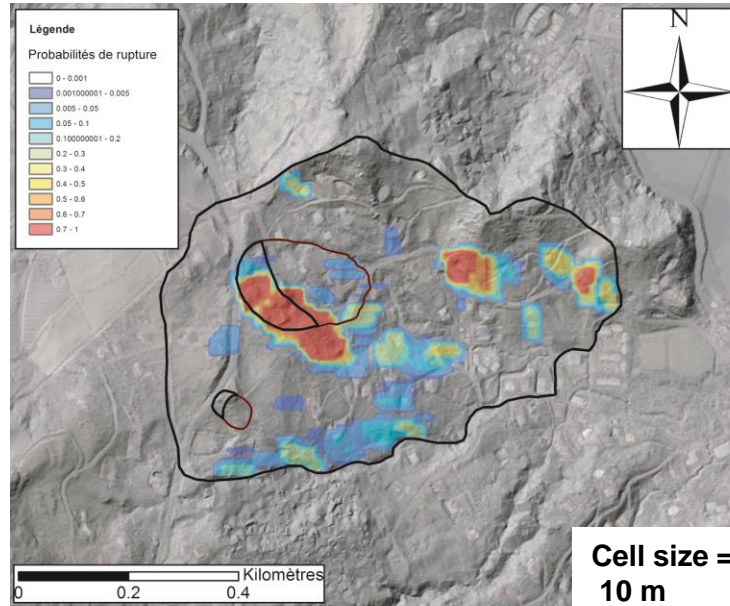 Légende
Probabilités de rupture
0 - 0.001
0.001000001 - 0.005
0.005 - 0.05
0.05 - 0.1
0.100000001 - 0.2
0.2 - 0.3
0.3 - 0.4
0.4 - 0.5
0.5 - 0.6
0.6 - 0.7
0.7 - 1
N
Kilomètres
0 0.2 0.4
Cell size =
10 m